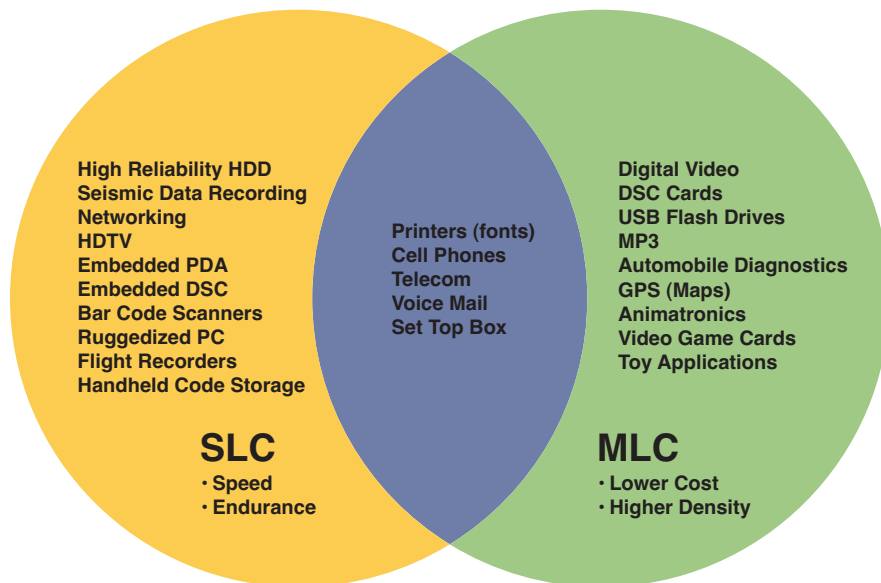 High Reliability HDD
Seismic Data Recording
Networking
HDTV
Embedded PDA
Embedded DSC
Bar Code Scanners
Ruggedized PC
Flight Recorders
Handheld Code Storage
SLC
· Speed
· Endurance
Printers (fonts)
Cell Phones
Telecom
Voice Mail
Set Top Box
Digital Video
DSC Cards
USB Flash Drives
MP3
Automobile Diagnostics
GPS (Maps)
Animatronics
Video Game Cards
Toy Applications
MLC
· Lower Cost
· Higher Density